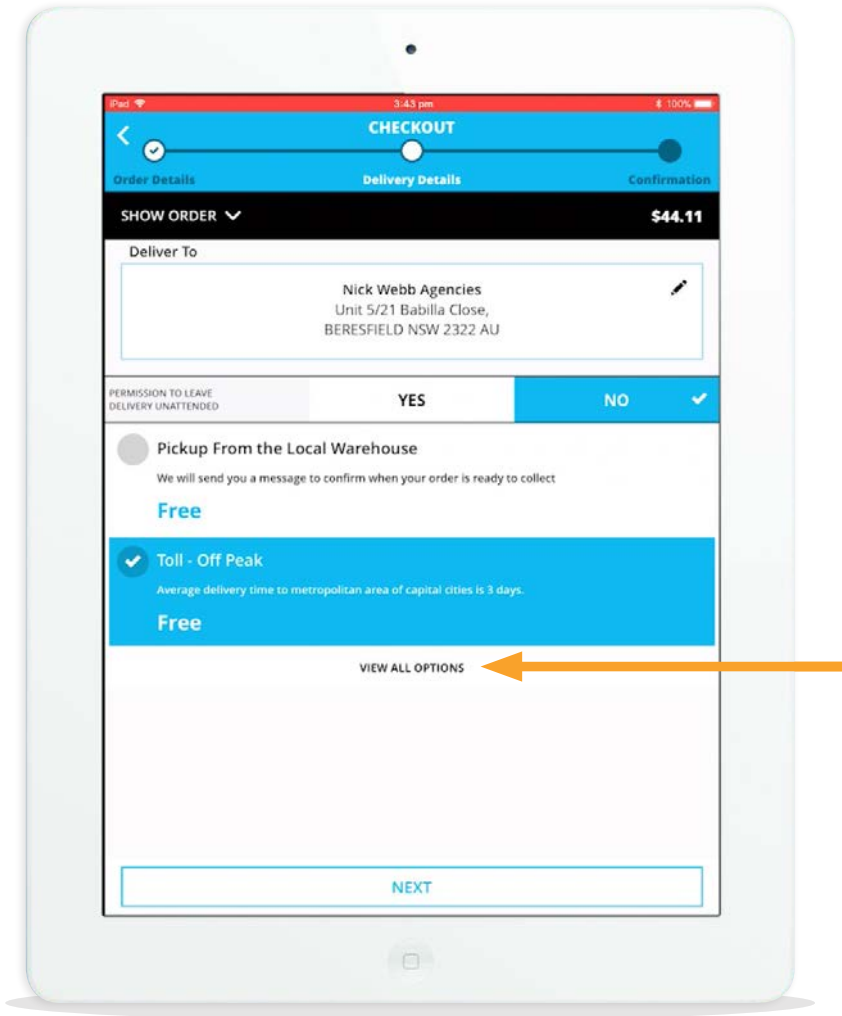 iPad 3:43 pm 100%
CHECKOUT
Order Details Delivery Details Confirmation
SHOW ORDER $44.11
Deliver To
Nick Webb Agencies
Unit 5/21 Babilla Close,
BERESFIELD NSW 2322 AU
PERMISSION TO LEAVE
DELIVERY UNATTENDED
YES NO
Pickup From the Local Warehouse
We will send you a message to confirm when your order is ready to collect
Free
Toll - Off Peak
Average delivery time to metropolitan area of capital cities is 3 days.
Free
VIEW ALL OPTIONS
NEXT